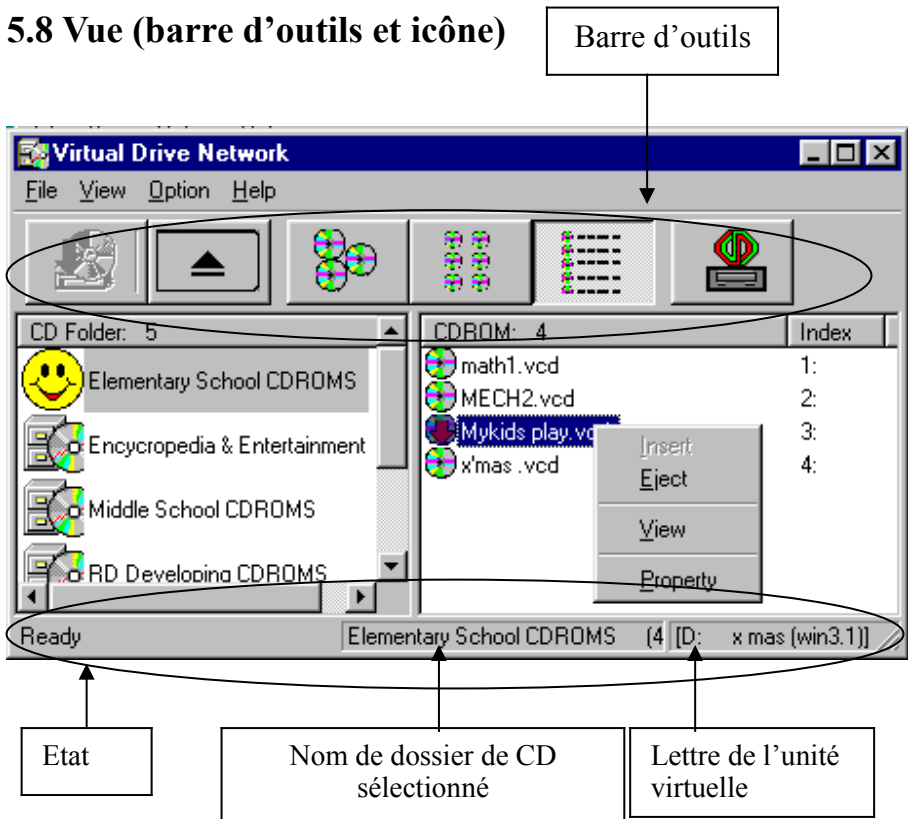 5.8 Vue (barre d’outils et icône)
Barre d’outils
Virtual Drive Network
File View Option Help
CD Folder: 5
CDROM: 4 Index
Elementary School CDROMS
Encycropedia & Entertainment
Middle School CDROMS
RD Developing CDROMS
math1.vcd 1:
MECH2.vcd 2:
Mykids play.vcd 3:
x'mas .vcd 4:
Insert
Eject
View
Property
Ready Elementary School CDROMS (4 [D: x mas (win3.1)]
Etat
Nom de dossier de CD
sélectionné
Lettre de l’unité
virtuelle